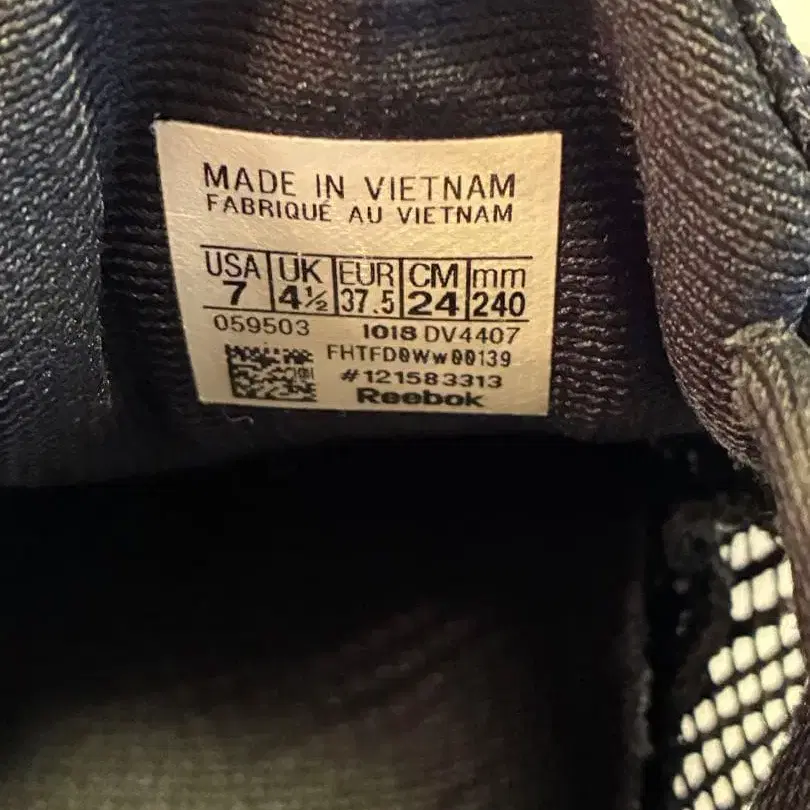 MADE IN VIETNAM
FABRIQUÉ AU VIETNAM
USA UK EUR CM mm
7 4½ 37.5 24 240
059503 1018 DV4407
FHTFD0Ww00139
#121583313
Reebok